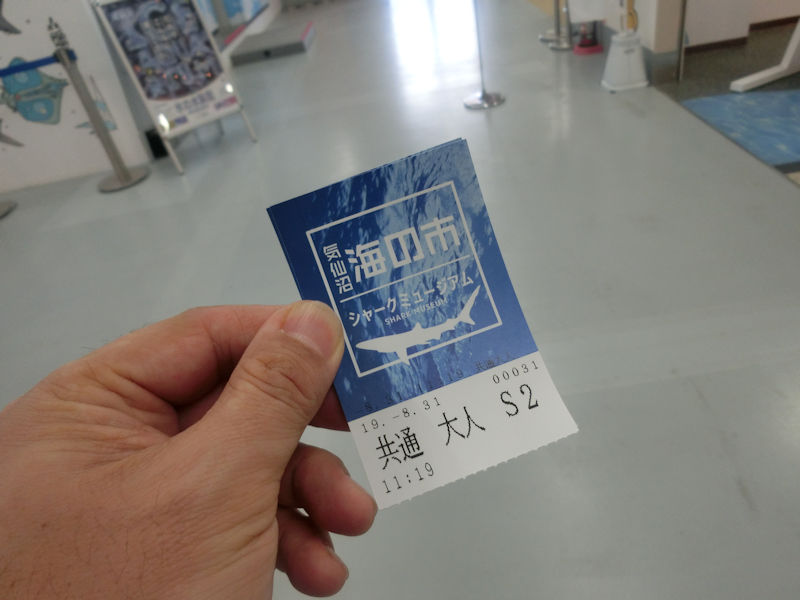 気仙沼
海の市
シャークミュージアム
SHARK MUSEUM
00031
19.-8.31
共通 大人 S2
11:19